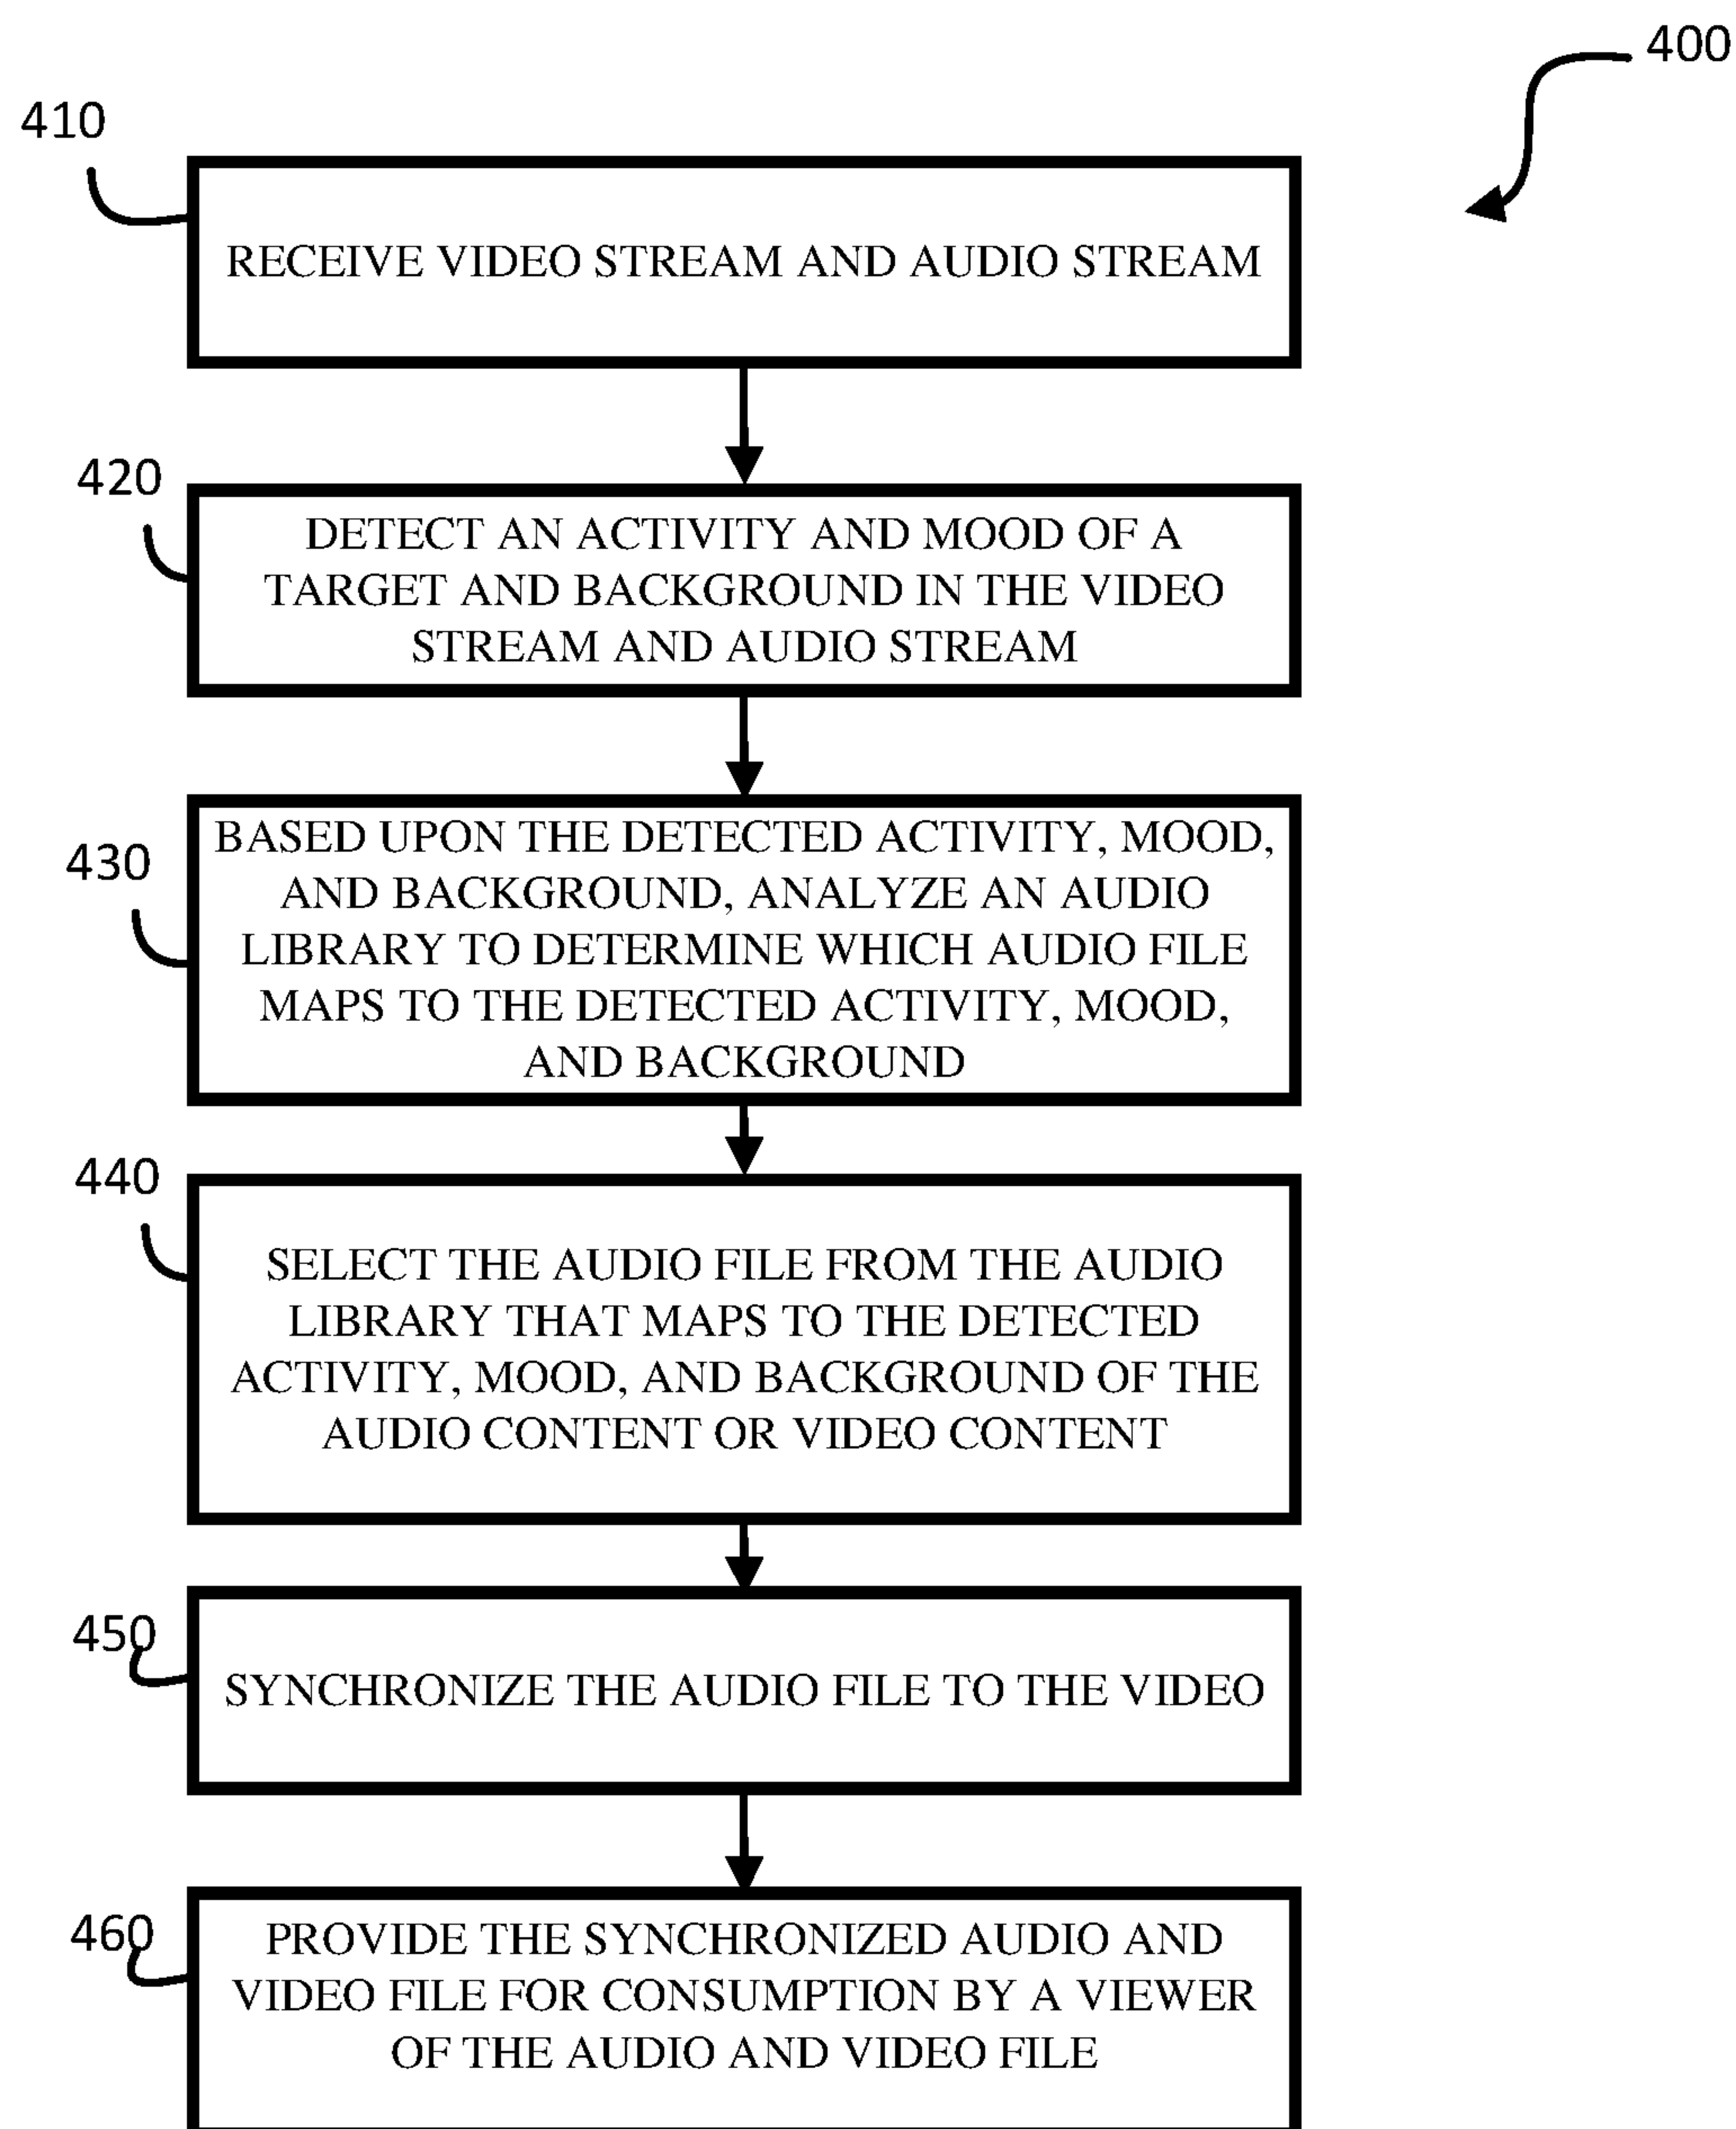 400
410
RECEIVE VIDEO STREAM AND AUDIO STREAM
420
DETECT AN ACTIVITY AND MOOD OF A
TARGET AND BACKGROUND IN THE VIDEO
STREAM AND AUDIO STREAM
430
BASED UPON THE DETECTED ACTIVITY, MOOD,
AND BACKGROUND, ANALYZE AN AUDIO
LIBRARY TO DETERMINE WHICH AUDIO FILE
MAPS TO THE DETECTED ACTIVITY, MOOD,
AND BACKGROUND
440
SELECT THE AUDIO FILE FROM THE AUDIO
LIBRARY THAT MAPS TO THE DETECTED
ACTIVITY, MOOD, AND BACKGROUND OF THE
AUDIO CONTENT OR VIDEO CONTENT
450
SYNCHRONIZE THE AUDIO FILE TO THE VIDEO
460
PROVIDE THE SYNCHRONIZED AUDIO AND
VIDEO FILE FOR CONSUMPTION BY A VIEWER
OF THE AUDIO AND VIDEO FILE